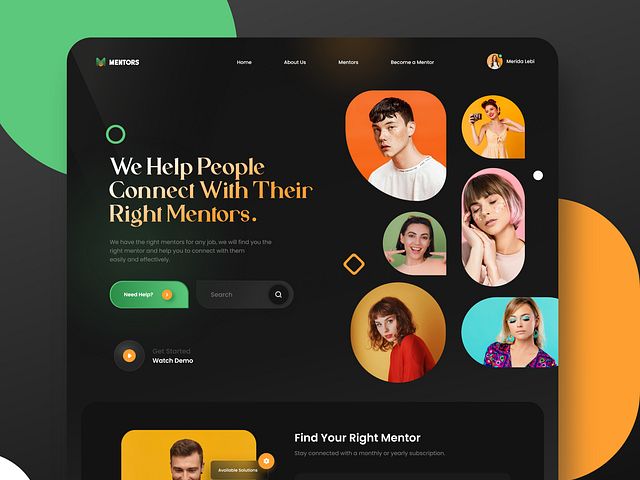 MENTORS
Home
About Us
Mentors
Become a Mentor
Merida Lebi
We Help People
Connect With Their
Right Mentors.
We have the right mentors for any job, we will find you the
right mentor and help you to connect with them
easily and effectively.
Need Help?
Search
Get Started
Watch Demo
Find Your Right Mentor
Stay connected with a monthly or yearly subscription.
Available Solutions